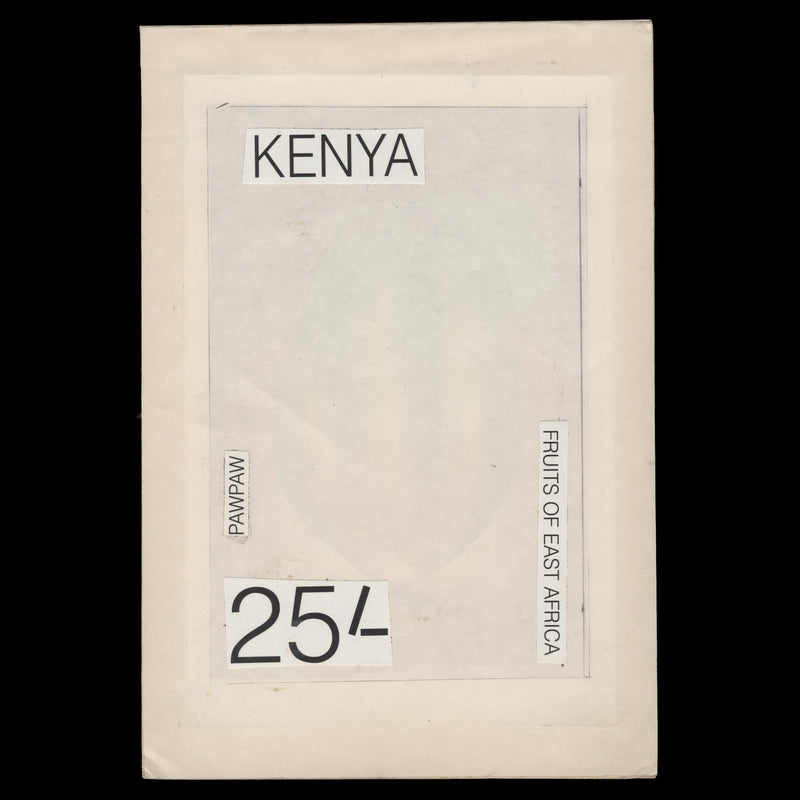 KENYA
PAWPAW
FRUITS OF EAST AFRICA
25/-